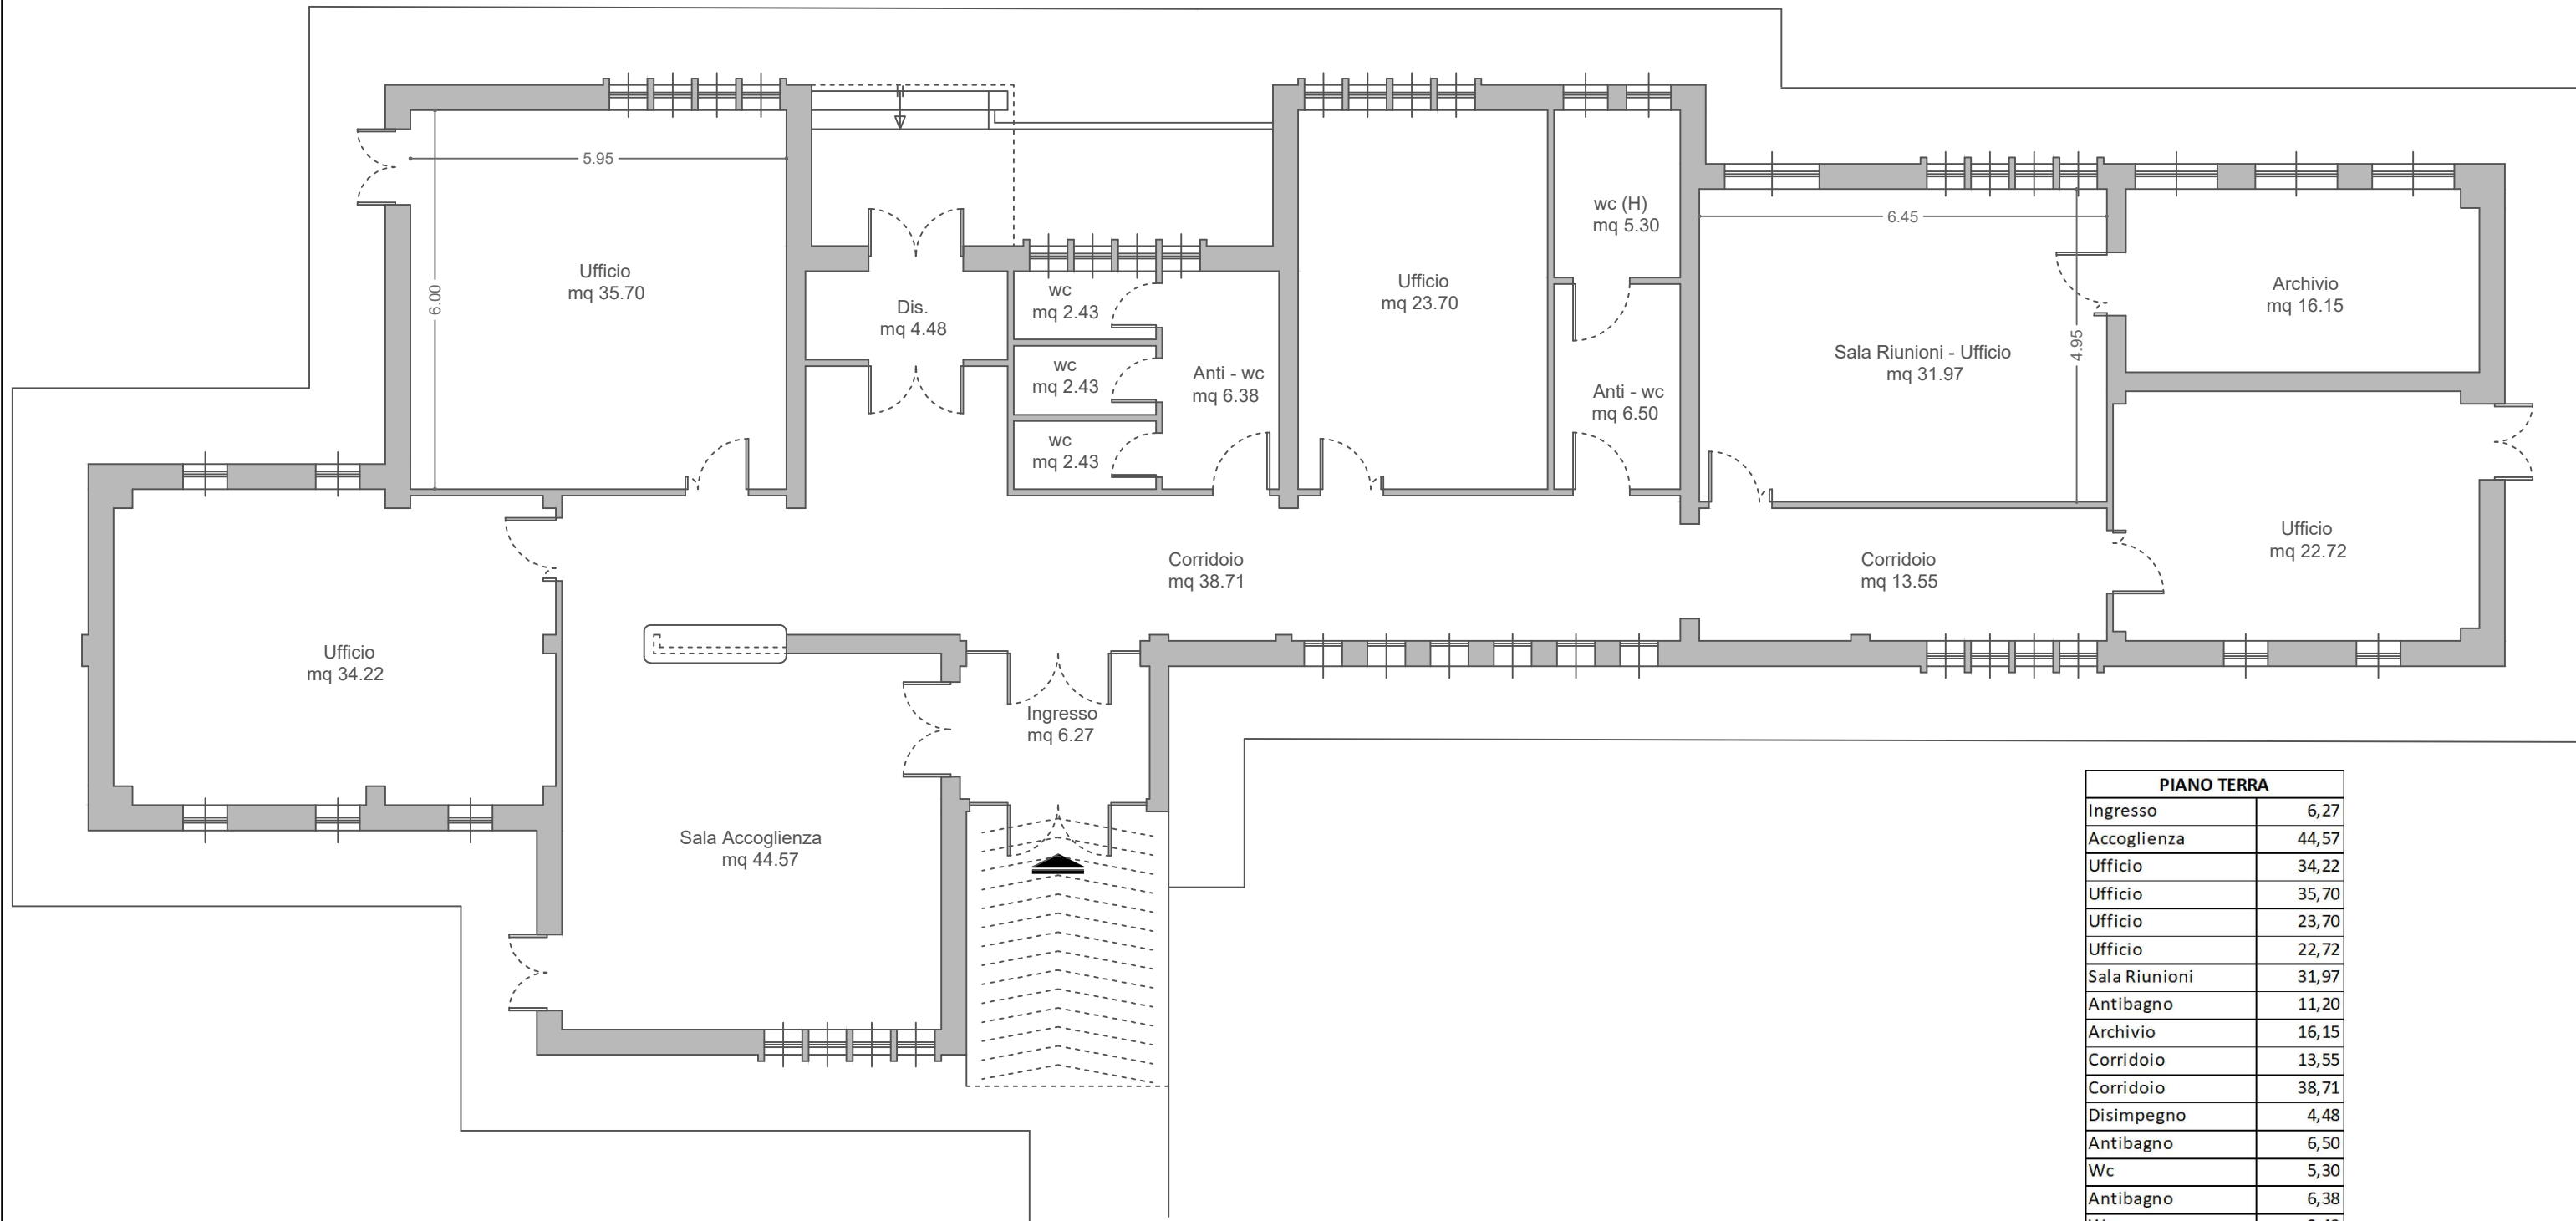 5.95
6.00
Ufficio
mq 35.70
Dis.
mq 4.48
wc
mq 2.43
wc
mq 2.43
wc
mq 2.43
Anti - wc
mq 6.38
Ufficio
mq 23.70
wc (H)
mq 5.30
Anti - wc
mq 6.50
6.45
4.95
Sala Riunioni - Ufficio
mq 31.97
Archivio
mq 16.15
Ufficio
mq 22.72
Corridoio
mq 38.71
Corridoio
mq 13.55
Ufficio
mq 34.22
Ingresso
mq 6.27
Sala Accoglienza
mq 44.57
PIANO TERRA
Ingresso 6,27
Accoglienza 44,57
Ufficio 34,22
Ufficio 35,70
Ufficio 23,70
Ufficio 22,72
Sala Riunioni 31,97
Antibagno 11,20
Archivio 16,15
Corridoio 13,55
Corridoio 38,71
Disimpegno 4,48
Antibagno 6,50
Wc 5,30
Antibagno 6,38